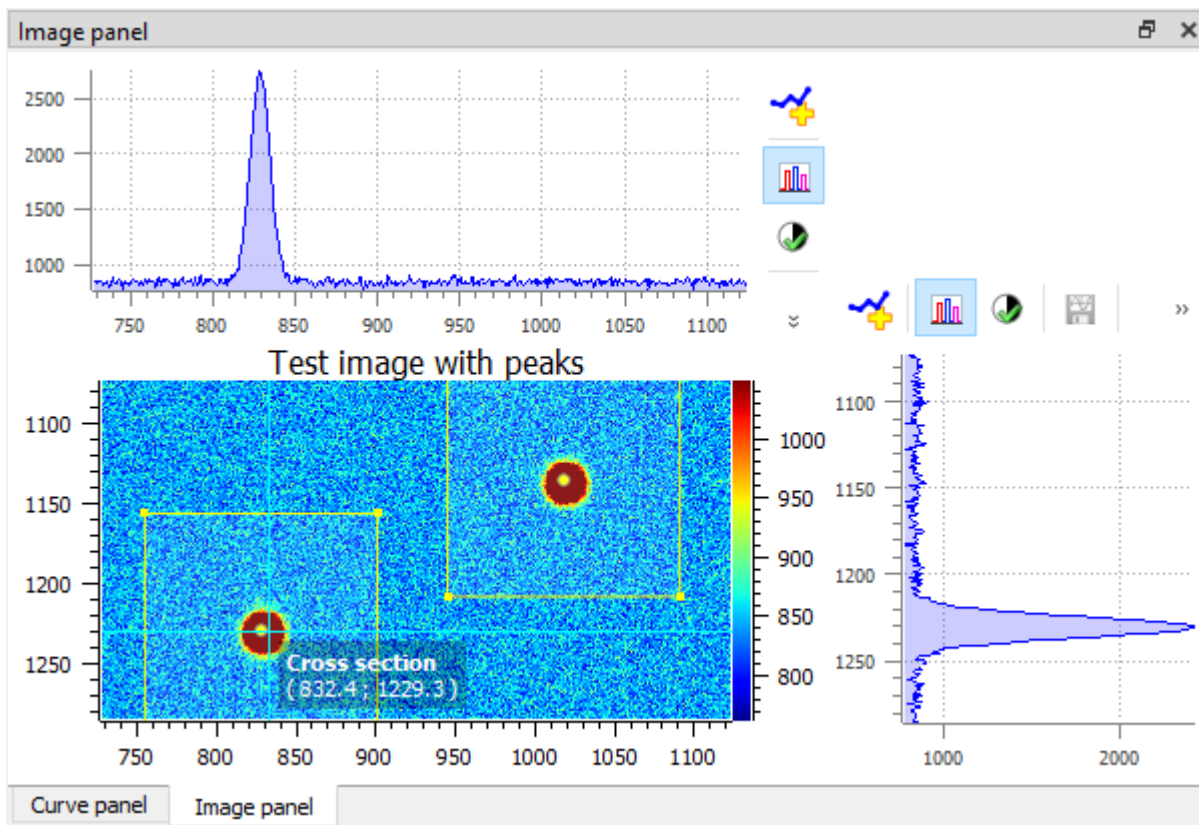 Image panel
2500
2000
1500
1000
750 800 850 900 950 1000 1050 1100
»
»
Test image with peaks
1100
1150
1200
1250
1000
950
900
850
800
1100
1150
1200
1250
Cross section
( 832.4 ; 1229.3 )
750 800 850 900 950 1000 1050 1100
1000 2000
Curve panel Image panel